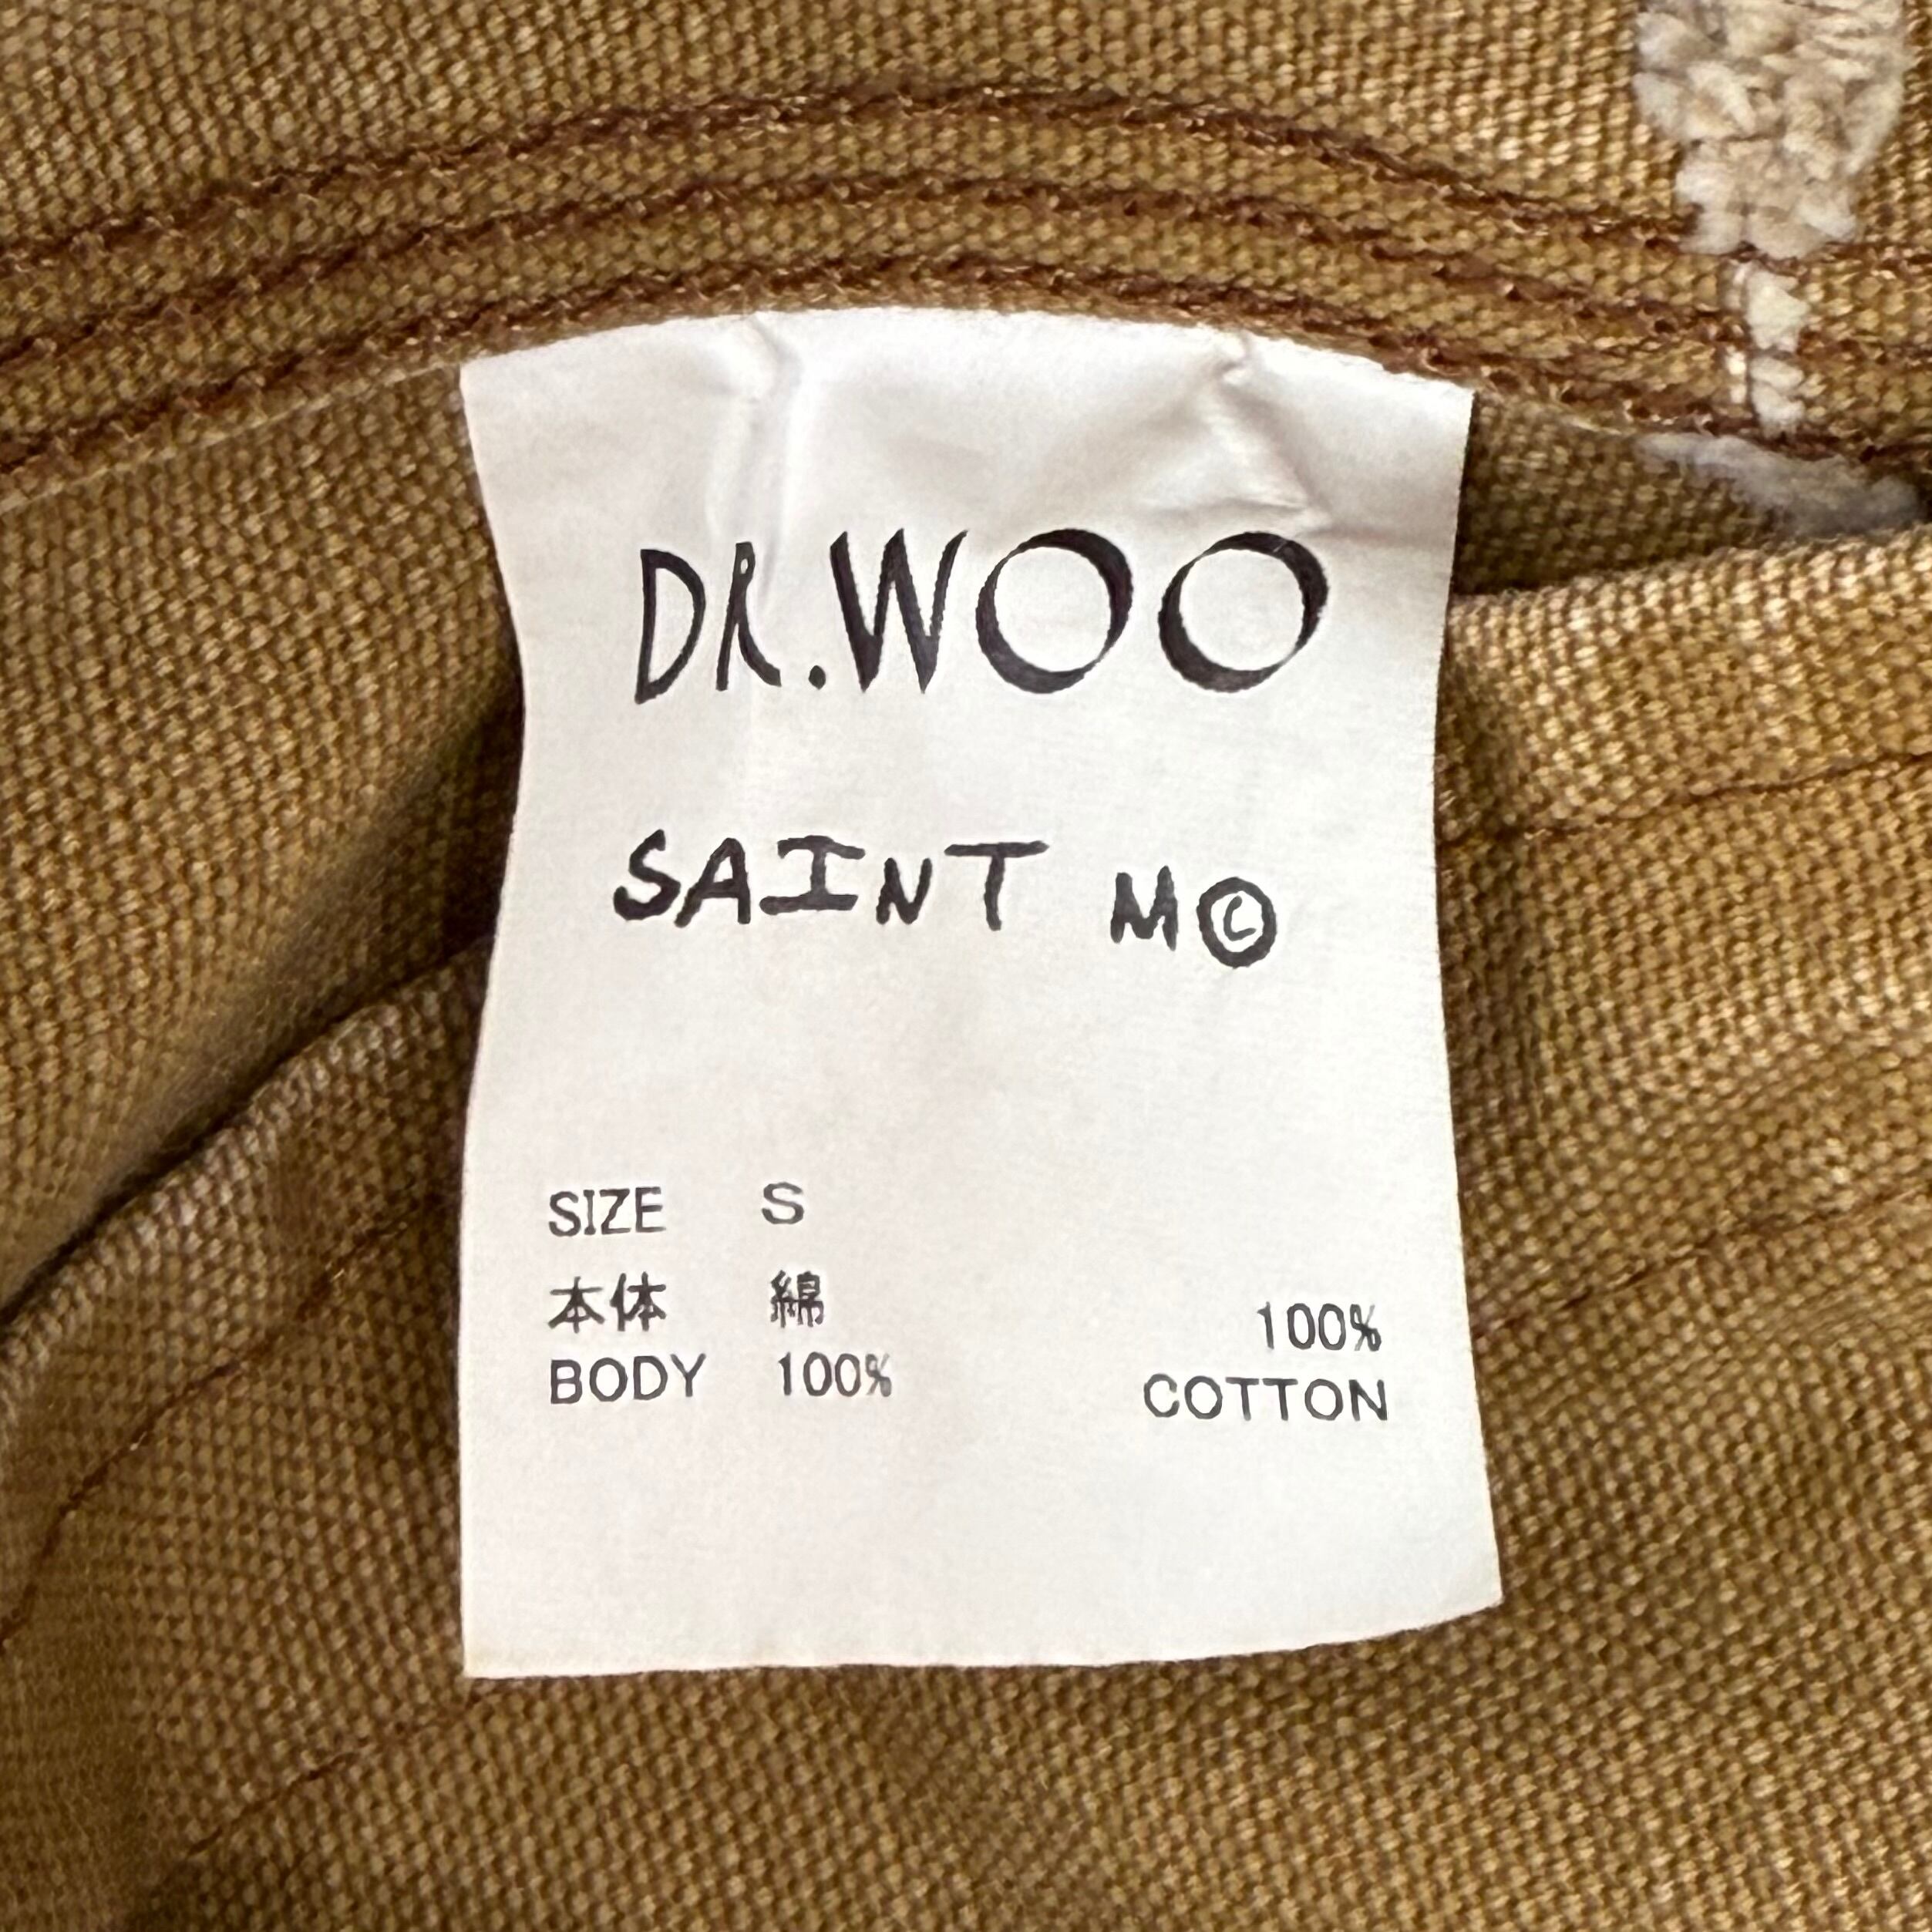 DR.WOO
SAINT M©
SIZE S
本体 綿 100%
BODY 100% COTTON